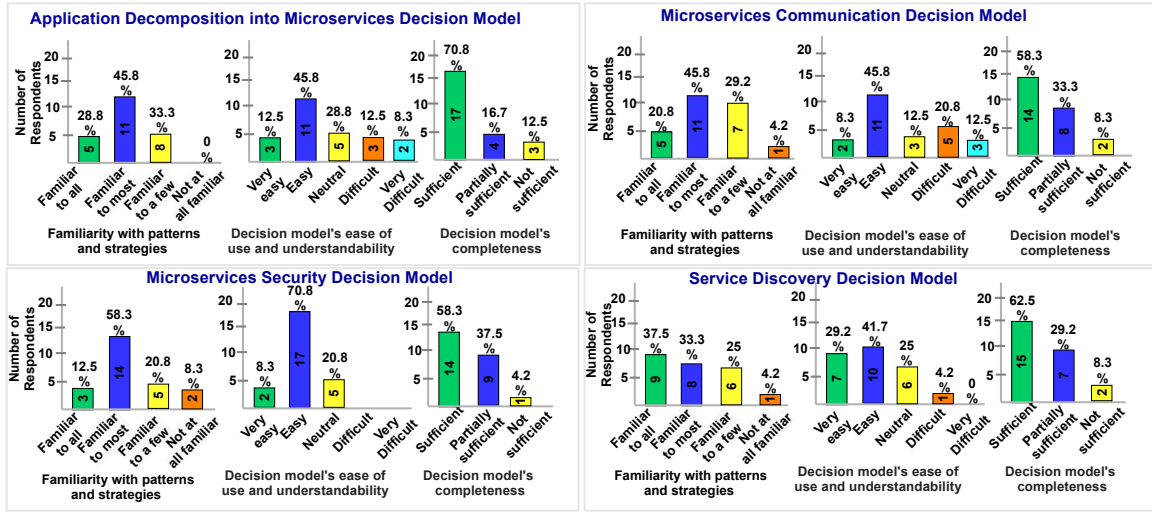 Application Decomposition into Microservices Decision Model
Number of
Respondents
20
15
10
5
28.8
%
5
45.8
%
11
33.3
%
8
0
%
Familiar
to all
Familiar
to most
Familiar
to a few
Not at
all familiar
Familiarity with patterns
and strategies
20
15
10
5
12.5
%
3
45.8
%
11
28.8
%
5
12.5
%
3
8.3
%
2
Very
easy
Easy
Neutral
Difficult
Very
Difficult
Decision model's ease of
use and understandability
20
15
10
5
70.8
%
17
16.7
%
4
12.5
%
3
Sufficient
Partially
sufficient
Not
sufficient
Decision model's
completeness
Microservices Communication Decision Model
Number of
Respondents
20
15
10
5
20.8
%
5
45.8
%
11
29.2
%
7
4.2
%
1
Familiar
to all
Familiar
to most
Familiar
to a few
Not at
all familiar
Familiarity with patterns
and strategies
20
15
10
5
8.3
%
2
45.8
%
11
12.5
%
3
20.8
%
5
12.5
%
3
Very
easy
Easy
Neutral
Difficult
Very
Difficult
Decision model's ease of
use and understandability
20
15
10
5
58.3
%
14
33.3
%
8
8.3
%
2
Sufficient
Partially
sufficient
Not
sufficient
Decision model's
completeness
Microservices Security Decision Model
Number of
Respondents
20
15
10
5
12.5
%
3
58.3
%
14
20.8
%
5
8.3
%
2
Familiar
to all
Familiar
to most
Familiar
to a few
Not at
all familiar
Familiarity with patterns
and strategies
20
15
10
5
8.3
%
2
70.8
%
17
20.8
%
5
Very
easy
Easy
Neutral
Difficult
Very
Difficult
Decision model's ease of
use and understandability
20
15
10
5
58.3
%
14
37.5
%
9
4.2
%
1
Sufficient
Partially
sufficient
Not
sufficient
Decision model's
completeness
Service Discovery Decision Model
Number of
Respondents
20
15
10
5
37.5
%
9
33.3
%
8
25
%
6
4.2
%
1
Familiar
to all
Familiar
to most
Familiar
to a few
Not at
all familiar
Familiarity with patterns
and strategies
20
15
10
5
29.2
%
7
41.7
%
10
25
%
6
4.2
%
1
0
%
Very
easy
Easy
Neutral
Difficult
Very
Difficult
Decision model's ease of
use and understandability
20
15
10
5
62.5
%
15
29.2
%
7
8.3
%
2
Sufficient
Partially
sufficient
Not
sufficient
Decision model's
completeness